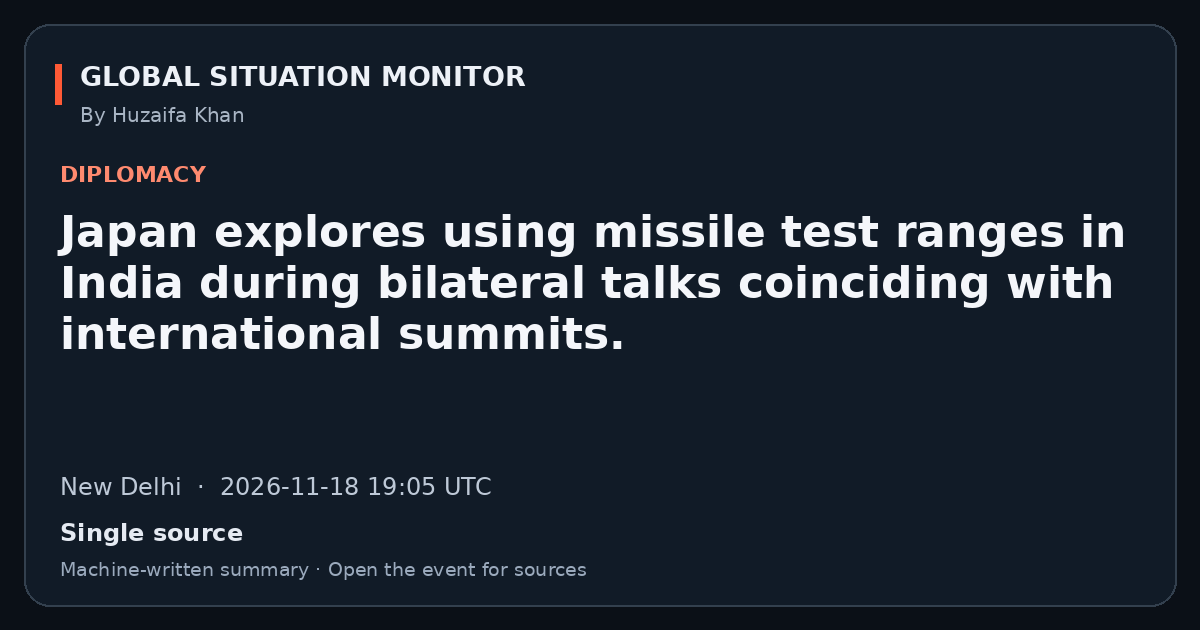 GLOBAL SITUATION MONITOR
By Huzaifa Khan
DIPLOMACY
Japan explores using missile test ranges in
India during bilateral talks coinciding with
international summits.
New Delhi · 2026-11-18 19:05 UTC
Single source
Machine-written summary · Open the event for sources